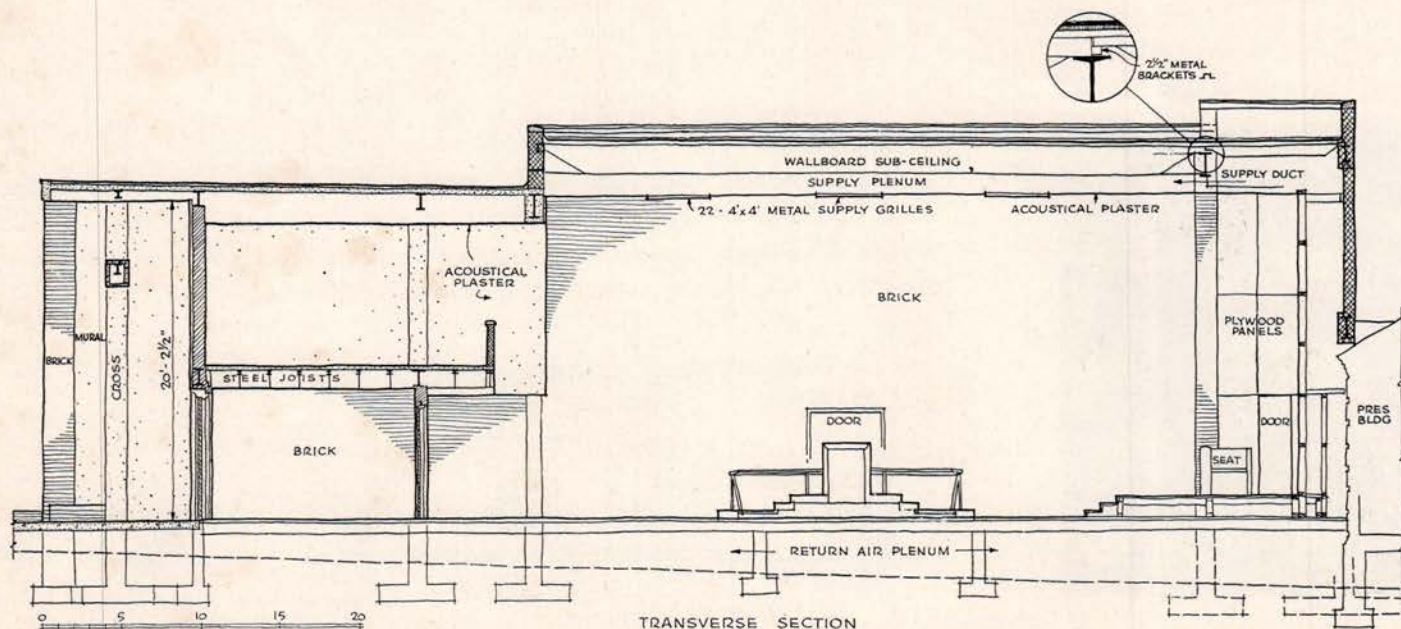 2½" METAL
BRACKETS
WALLBOARD SUB-CEILING
SUPPLY PLENUM
SUPPLY DUCT
22 - 4'x4' METAL SUPPLY GRILLES
ACOUSTICAL PLASTER
ACOUSTICAL
PLASTER
BRICK
PLYWOOD
PANELS
BRICK
MURAL
CROSS
20'-2½"
STEEL JOISTS
BRICK
DOOR
DOOR
PRES
BLDG
SEAT
RETURN AIR PLENUM
0 5 10 15 20
TRANSVERSE SECTION